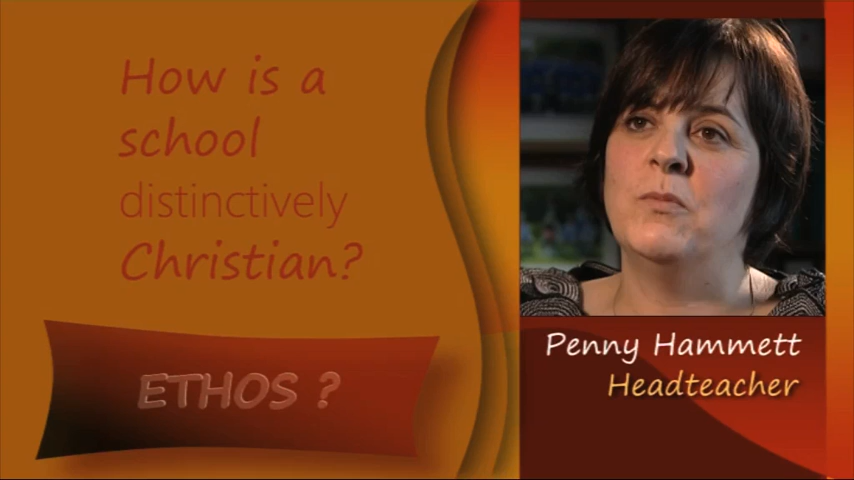 How is a
school
distinctively
Christian?
ETHOS ?
Penny Hammett
Headteacher